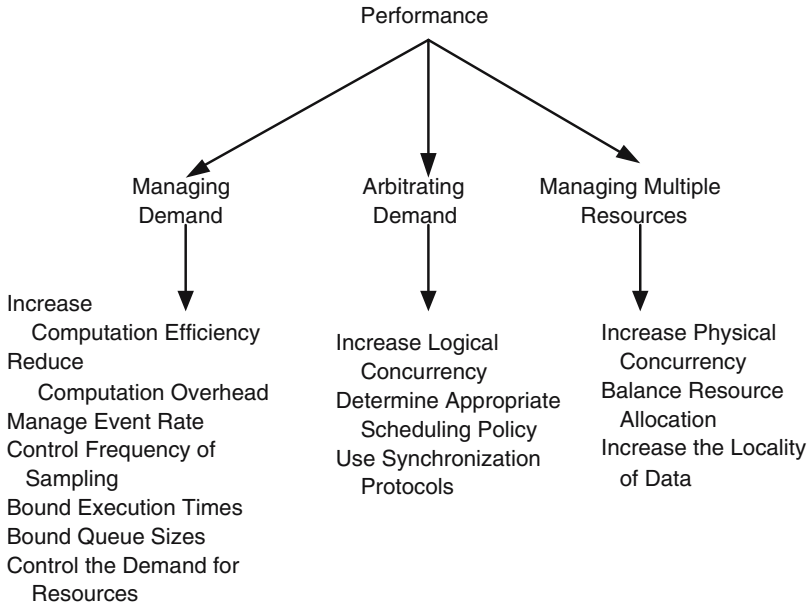 Performance
Managing
Demand
Arbitrating
Demand
Managing Multiple
Resources
Increase
Computation Efficiency
Reduce
Computation Overhead
Manage Event Rate
Control Frequency of
Sampling
Bound Execution Times
Bound Queue Sizes
Control the Demand for
Resources
Increase Logical
Concurrency
Determine Appropriate
Scheduling Policy
Use Synchronization
Protocols
Increase Physical
Concurrency
Balance Resource
Allocation
Increase the Locality
of Data